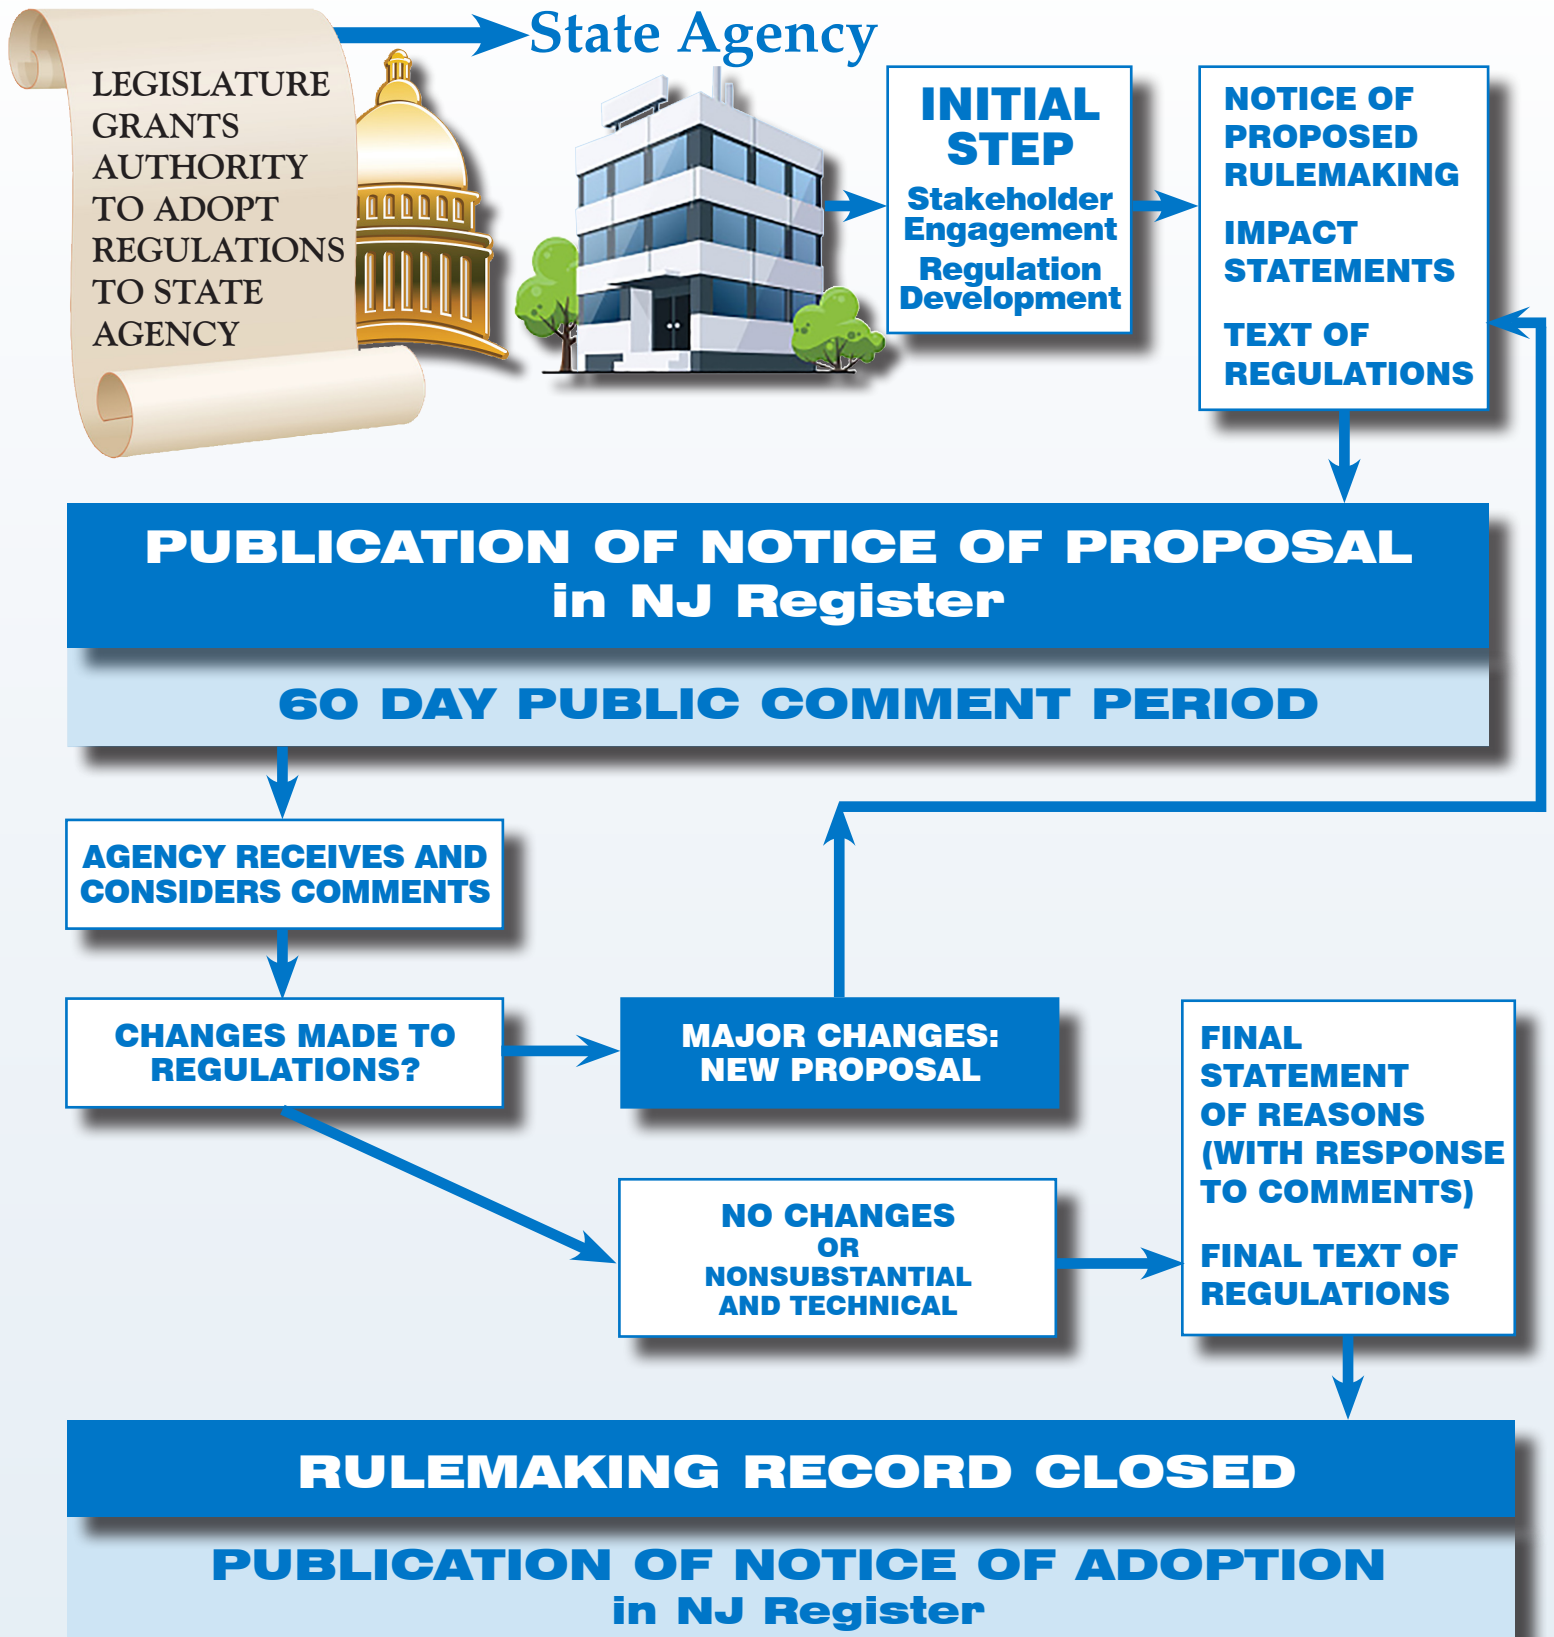 LEGISLATURE
GRANTS
AUTHORITY
TO ADOPT
REGULATIONS
TO STATE
AGENCY
State Agency
INITIAL
STEP
Stakeholder
Engagement
Regulation
Development
NOTICE OF
PROPOSED
RULEMAKING
IMPACT
STATEMENTS
TEXT OF
REGULATIONS
PUBLICATION OF NOTICE OF PROPOSAL
in NJ Register
60 DAY PUBLIC COMMENT PERIOD
AGENCY RECEIVES AND
CONSIDERS COMMENTS
CHANGES MADE TO
REGULATIONS?
MAJOR CHANGES:
NEW PROPOSAL
NO CHANGES
OR
NONSUBSTANTIAL
AND TECHNICAL
FINAL
STATEMENT
OF REASONS
(WITH RESPONSE
TO COMMENTS)
FINAL TEXT OF
REGULATIONS
RULEMAKING RECORD CLOSED
PUBLICATION OF NOTICE OF ADOPTION
in NJ Register